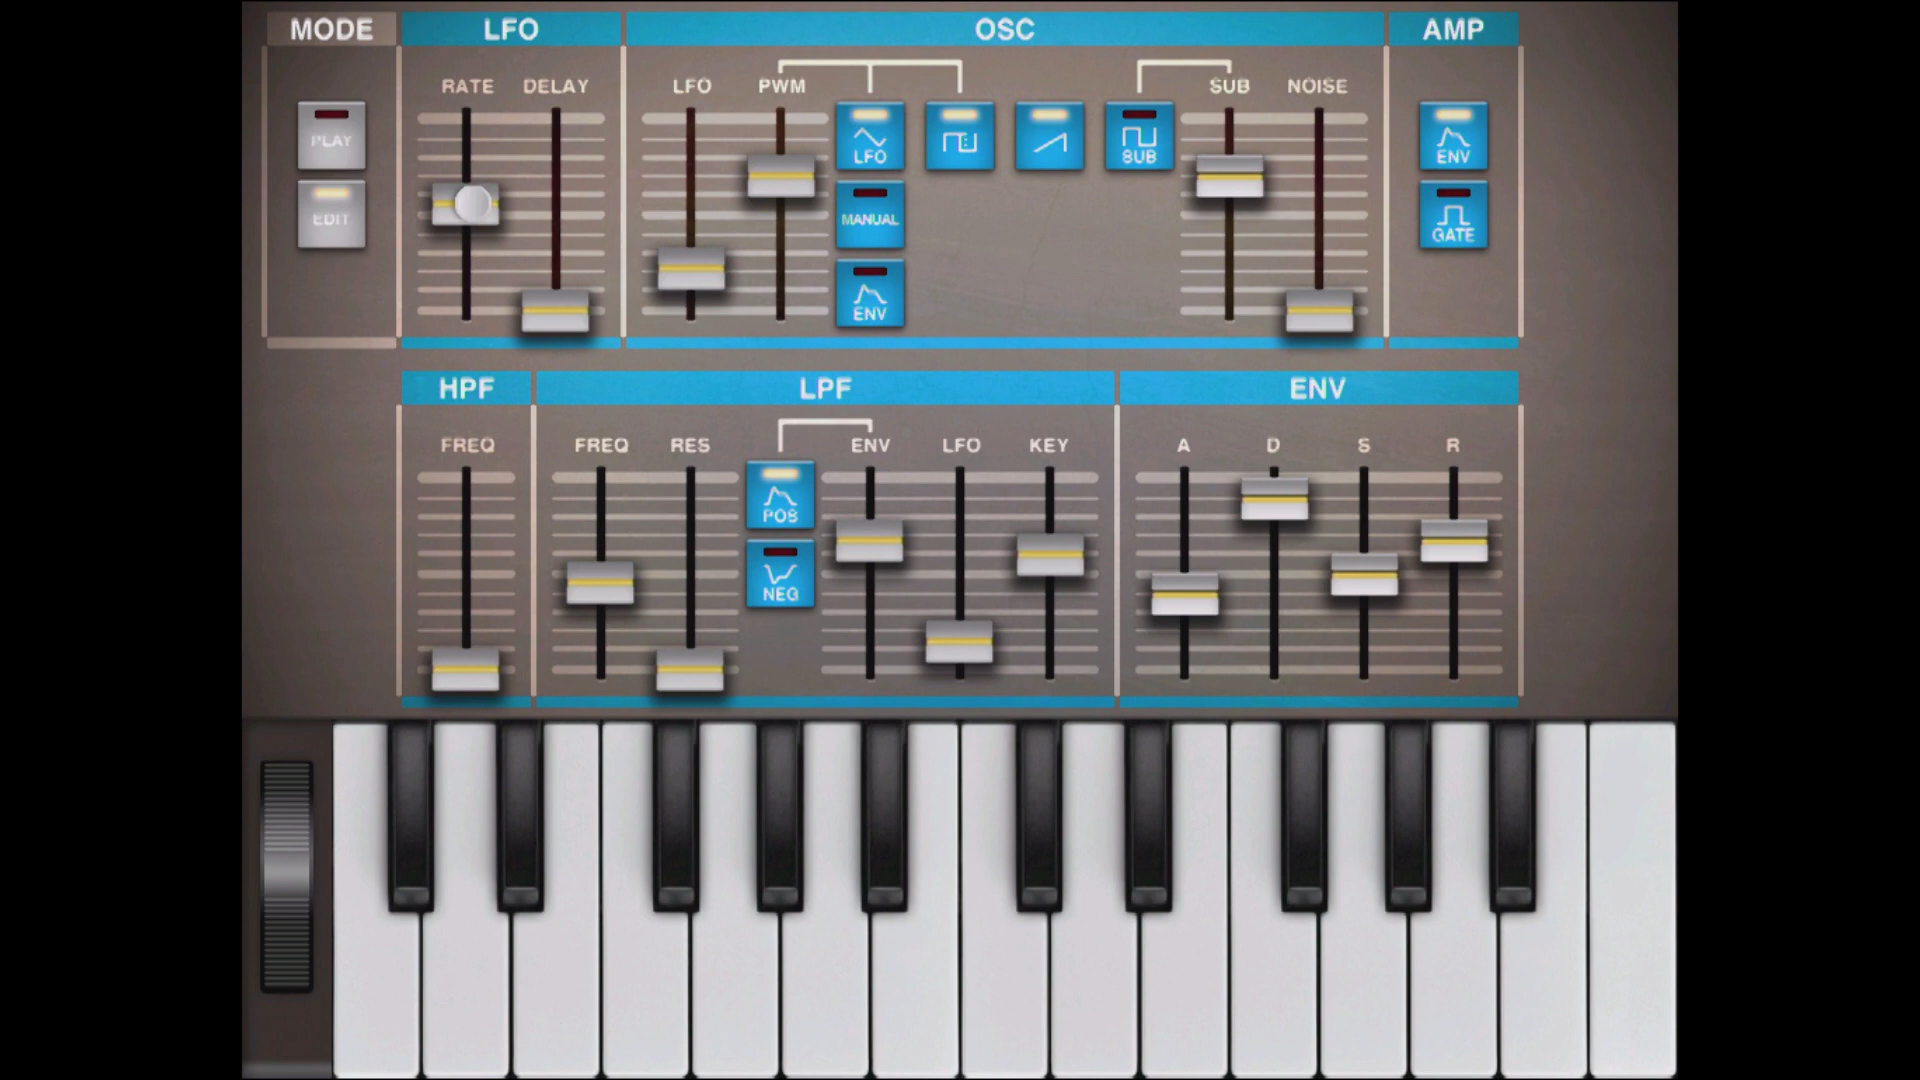 MODE LFO OSC AMP
RATE DELAY LFO PWM SUB NOISE
PLAY LFO SUB ENV
EDIT MANUAL GATE
ENV
HPF LPF ENV
FREQ FREQ RES ENV LFO KEY A D S R
POS
NEG